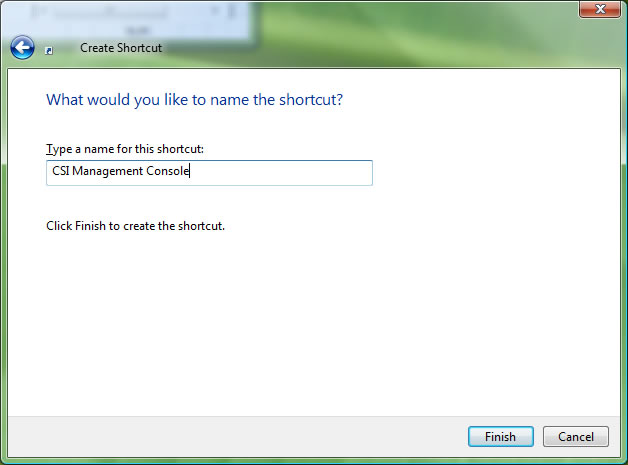 Create Shortcut
What would you like to name the shortcut?
Type a name for this shortcut:
CSI Management Console
Click Finish to create the shortcut.
Finish Cancel